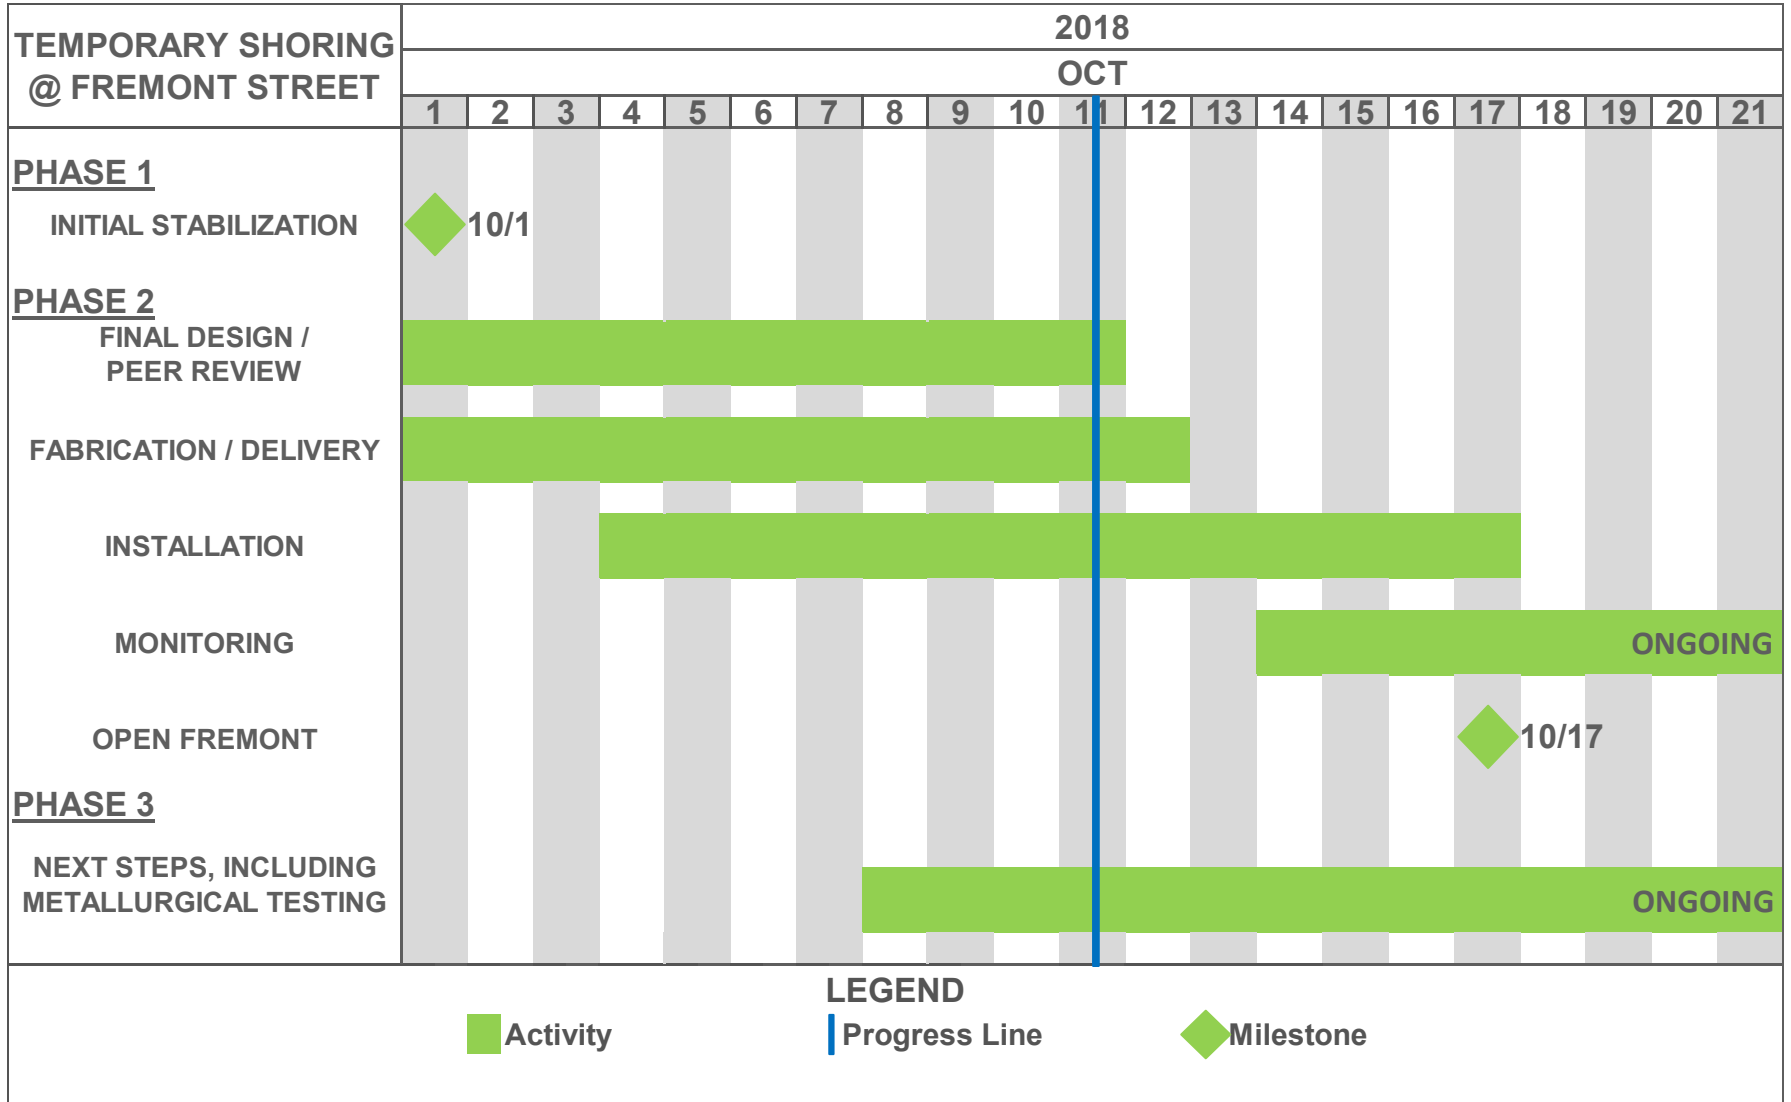 TEMPORARY SHORING
@ FREMONT STREET
2018
OCT
1 2 3 4 5 6 7 8 9 10 11 12 13 14 15 16 17 18 19 20 21
PHASE 1
INITIAL STABILIZATION
10/1
PHASE 2
FINAL DESIGN /
PEER REVIEW
FABRICATION / DELIVERY
INSTALLATION
MONITORING
ONGOING
OPEN FREMONT
10/17
PHASE 3
NEXT STEPS, INCLUDING
METALLURGICAL TESTING
ONGOING
LEGEND
Activity
Progress Line
Milestone